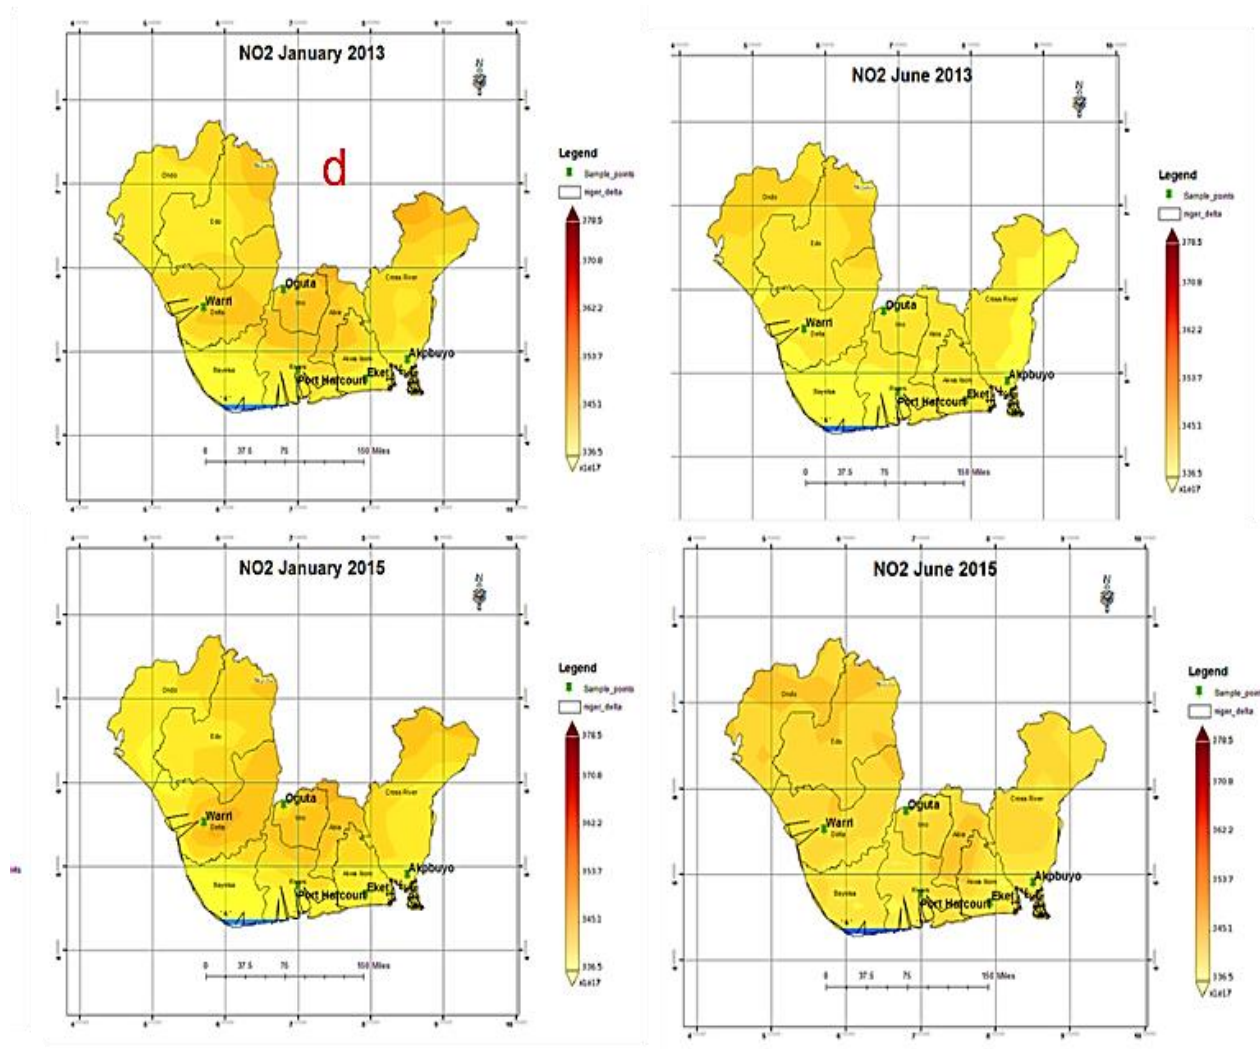 NO2 January 2013
N
d
Legend
Sample_points
niger_delta
378.5
370.8
362.2
353.7
345.1
336.5
x1e17
Ondo
Edo
Warri
Delta
Oguta
Imo
Abia
Cross River
Bayelsa
Rivers
Port Harcourt
Akwa Ibom
Eket
Akpbuyo
0 37.5 75 150 Miles
NO2 June 2013
Legend
Sample_points
niger_delta
378.5
370.8
362.2
353.7
345.1
336.5
x1e17
Ondo
Edo
Warri
Delta
Oguta
Imo
Abia
Cross River
Bayelsa
Rivers
Port Harcourt
Akwa Ibom
Eket
Akpbuyo
0 37.5 75 150 Miles
NO2 January 2015
N
Legend
Sample_points
niger_delta
378.5
370.8
362.2
353.7
345.1
336.5
x1e17
Ondo
Edo
Warri
Delta
Oguta
Imo
Abia
Cross River
Bayelsa
Rivers
Port Harcourt
Akwa Ibom
Eket
Akpbuyo
0 37.5 75 150 Miles
NO2 June 2015
N
Legend
Sample_poin
niger_delta
378.5
370.8
362.2
353.7
345.1
336.5
x1e17
Ondo
Edo
Warri
Delta
Oguta
Imo
Abia
Cross River
Bayelsa
Rivers
Port Harcourt
Akwa Ibom
Eket
Akpbuyo
0 37.5 75 150 Miles